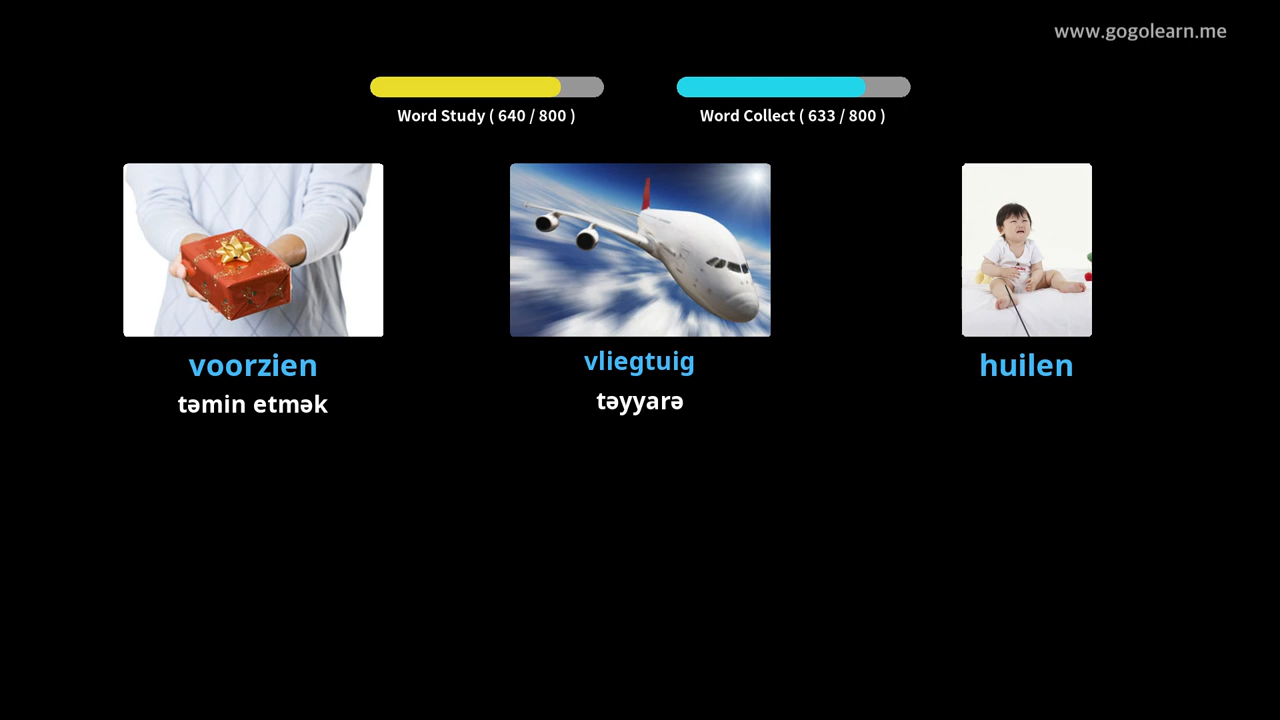 www.gogolearn.me
Word Study ( 640 / 800 )
Word Collect ( 633 / 800 )
voorzien
təmin etmək
vliegtuig
təyyarə
huilen